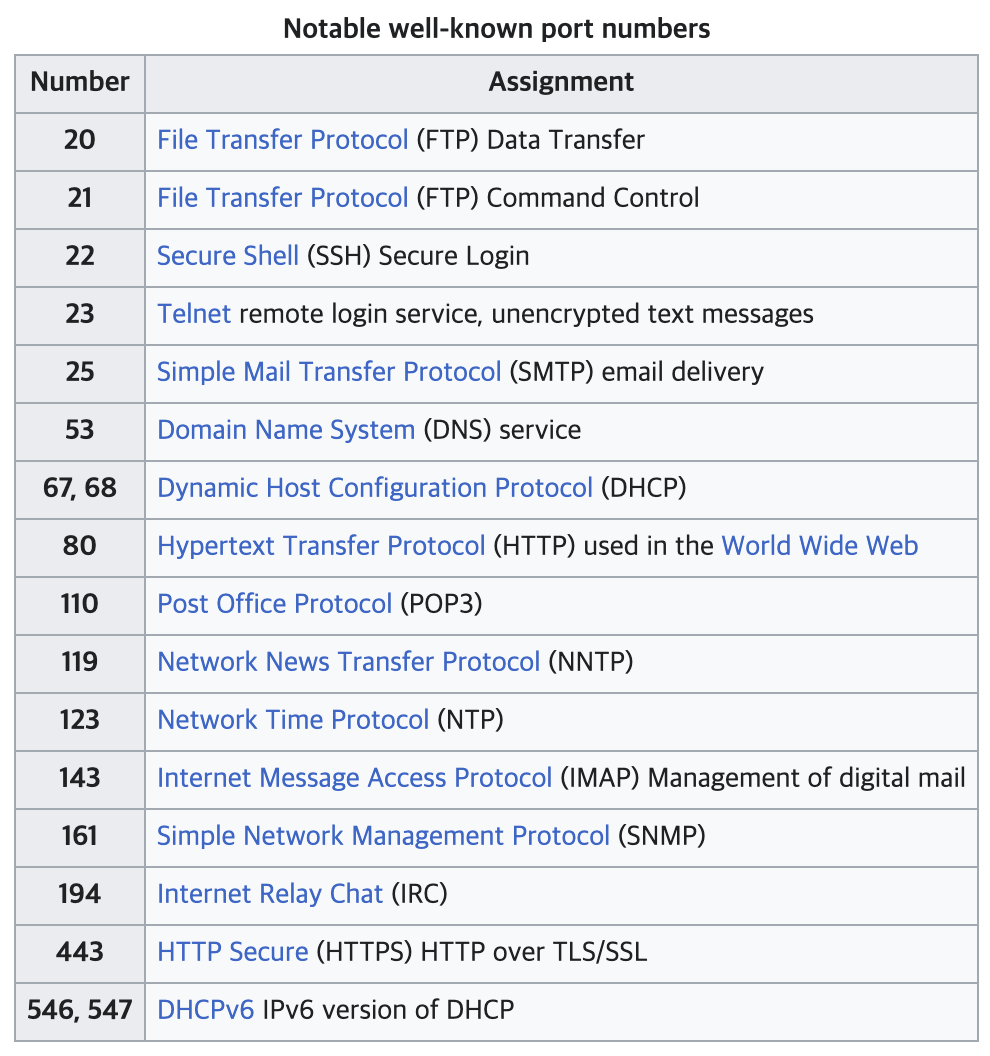 Notable well-known port numbers
Number Assignment
20 File Transfer Protocol (FTP) Data Transfer
21 File Transfer Protocol (FTP) Command Control
22 Secure Shell (SSH) Secure Login
23 Telnet remote login service, unencrypted text messages
25 Simple Mail Transfer Protocol (SMTP) email delivery
53 Domain Name System (DNS) service
67, 68 Dynamic Host Configuration Protocol (DHCP)
80 Hypertext Transfer Protocol (HTTP) used in the World Wide Web
110 Post Office Protocol (POP3)
119 Network News Transfer Protocol (NNTP)
123 Network Time Protocol (NTP)
143 Internet Message Access Protocol (IMAP) Management of digital mail
161 Simple Network Management Protocol (SNMP)
194 Internet Relay Chat (IRC)
443 HTTP Secure (HTTPS) HTTP over TLS/SSL
546, 547 DHCPv6 IPv6 version of DHCP